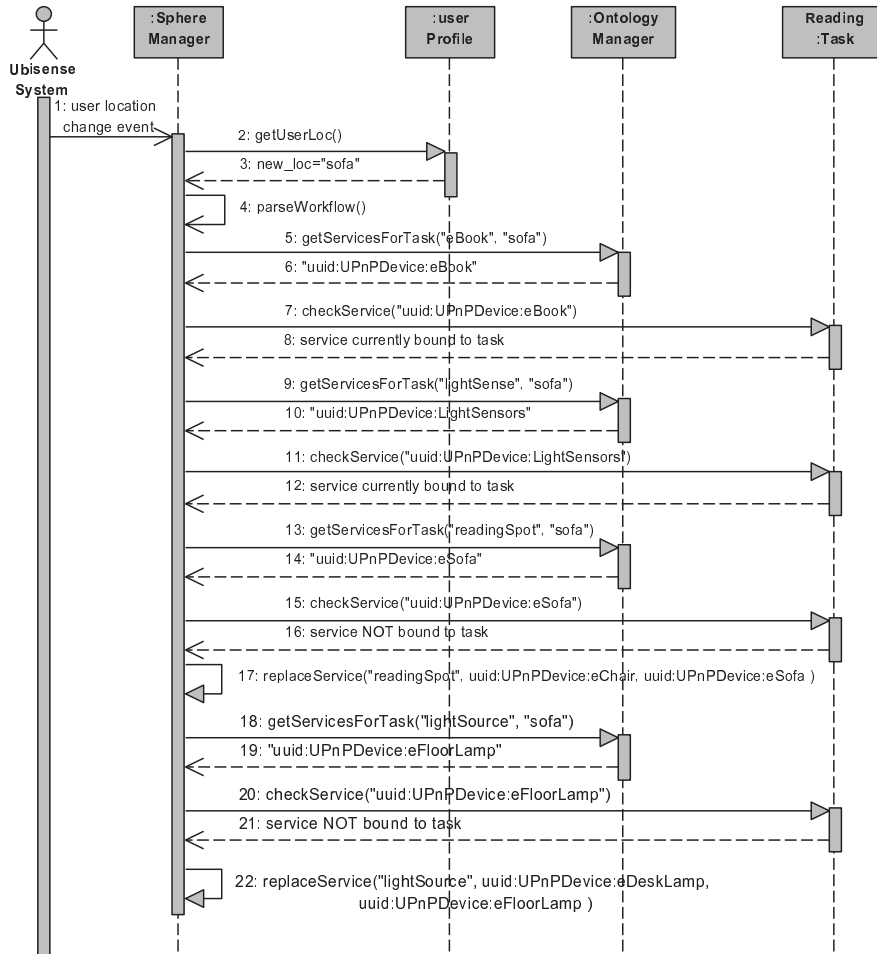 :Sphere
Manager
:user
Profile
:Ontology
Manager
Reading
:Task
Ubisense
System
1: user location
change event
2: getUserLoc()
3: new_loc="sofa"
4: parseWorkflow()
5: getServicesForTask("eBook", "sofa")
6: "uuid:UPnPDevice:eBook"
7: checkService("uuid:UPnPDevice:eBook")
8: service currently bound to task
9: getServicesForTask("lightSense", "sofa")
10: "uuid:UPnPDevice:LightSensors"
11: checkService("uuid:UPnPDevice:LightSensors")
12: service currently bound to task
13: getServicesForTask("readingSpot", "sofa")
14: "uuid:UPnPDevice:eSofa"
15: checkService("uuid:UPnPDevice:eSofa")
16: service NOT bound to task
17: replaceService("readingSpot", uuid:UPnPDevice:eChair, uuid:UPnPDevice:eSofa )
18: getServicesForTask("lightSource", "sofa")
19: "uuid:UPnPDevice:eFloorLamp"
20: checkService("uuid:UPnPDevice:eFloorLamp")
21: service NOT bound to task
22: replaceService("lightSource", uuid:UPnPDevice:eDeskLamp,
uuid:UPnPDevice:eFloorLamp )